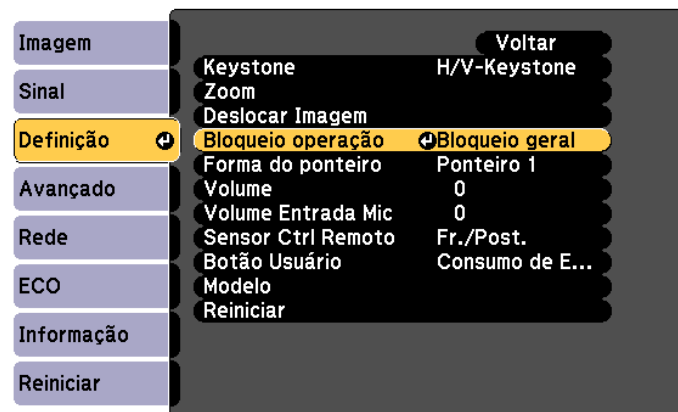 Imagem
Sinal
Definição
Avançado
Rede
ECO
Informação
Reiniciar
Voltar
Keystone H/V-Keystone
Zoom
Deslocar Imagem
Bloqueio operação Bloqueio geral
Forma do ponteiro Ponteiro 1
Volume 0
Volume Entrada Mic 0
Sensor Ctrl Remoto Fr./Post.
Botão Usuário Consumo de E...
Modelo
Reiniciar